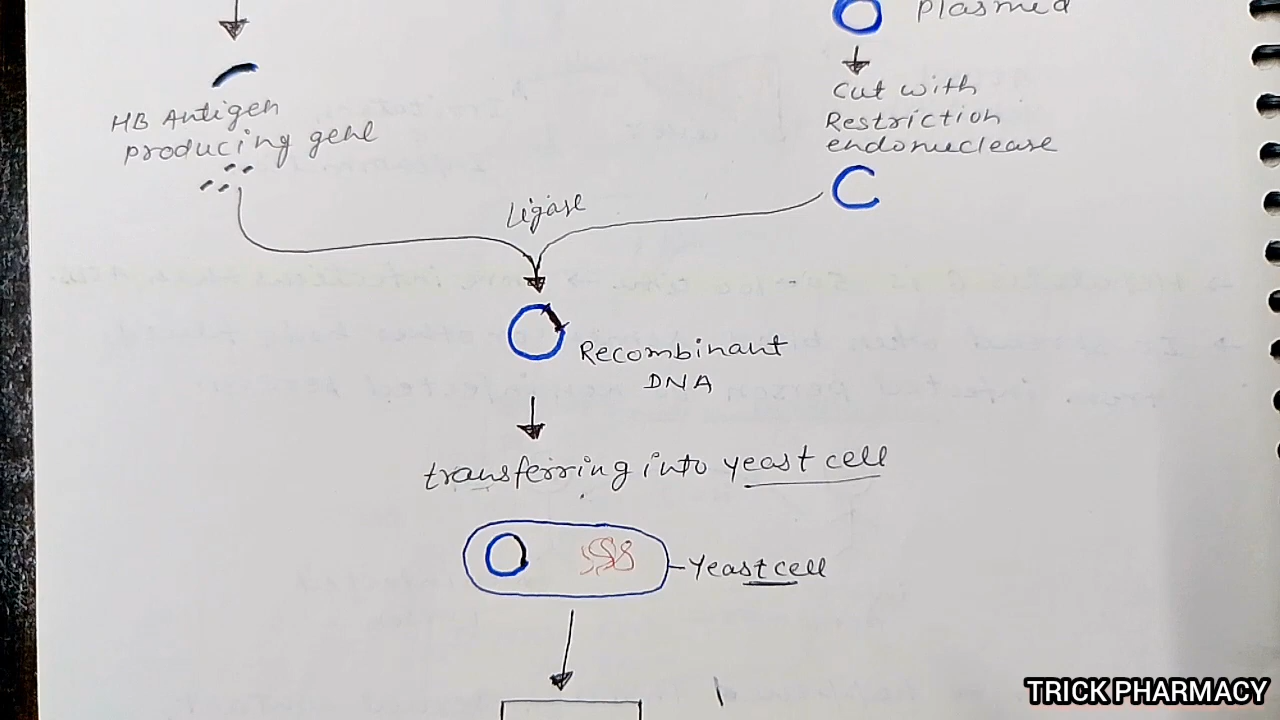 Plasmed
Cut with
Restriction
endonuclease
HB Antigen
producing gene
Ligase
Recombinant
DNA
transferring into yeast cell
Yeast cell
TRICK PHARMACY